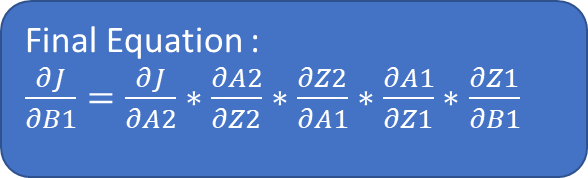 Final Equation :
∂J/∂B1 = ∂J/∂A2 * ∂A2/∂Z2 * ∂Z2/∂A1 * ∂A1/∂Z1 * ∂Z1/∂B1